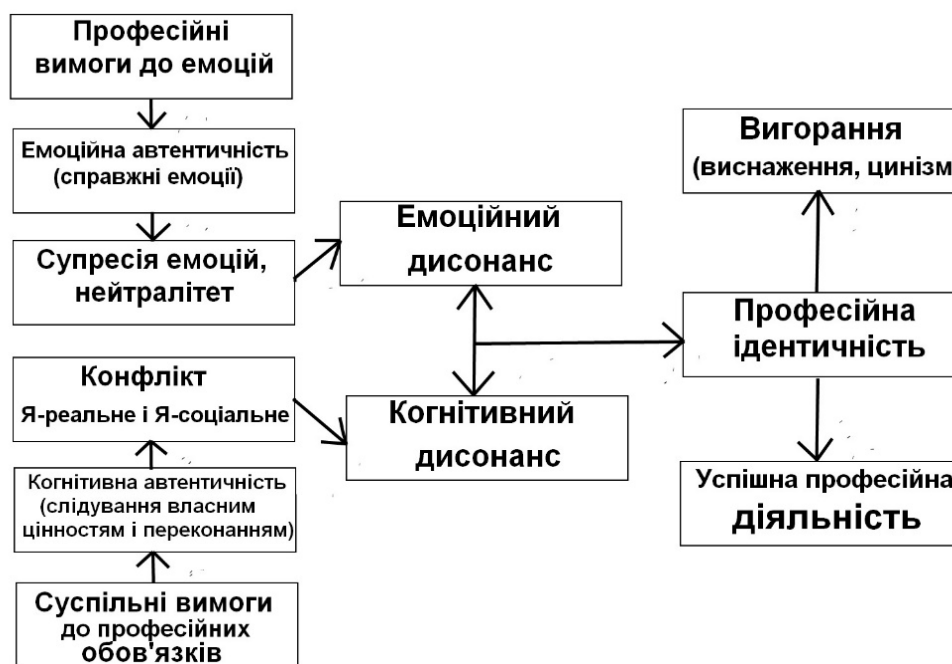 Професійні
вимоги до емоцій
Емоційна автентичність
(справжні емоції)
Супресія емоцій,
нейтралітет
Емоційний
дисонанс
Конфлікт
Я-реальне і Я-соціальне
Когнітивний
дисонанс
Когнітивна автентичність
(слідування власним
цінностям і переконанням)
Суспільні вимоги
до професійних
обов'язків
Вигорання
(виснаження, цинізм
Професійна
ідентичність
Успішна професійна
діяльність